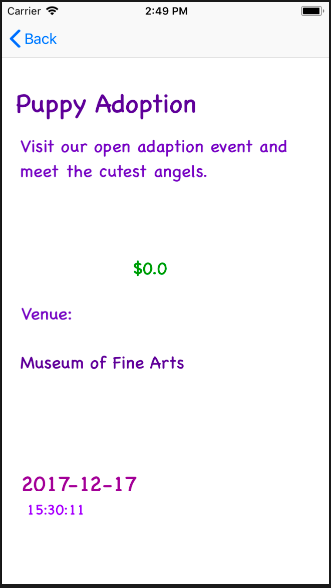 Carrier 2:49 PM
Back
Puppy Adoption
Visit our open adaption event and
meet the cutest angels.
$0.0
Venue:
Museum of Fine Arts
2017-12-17
15:30:11